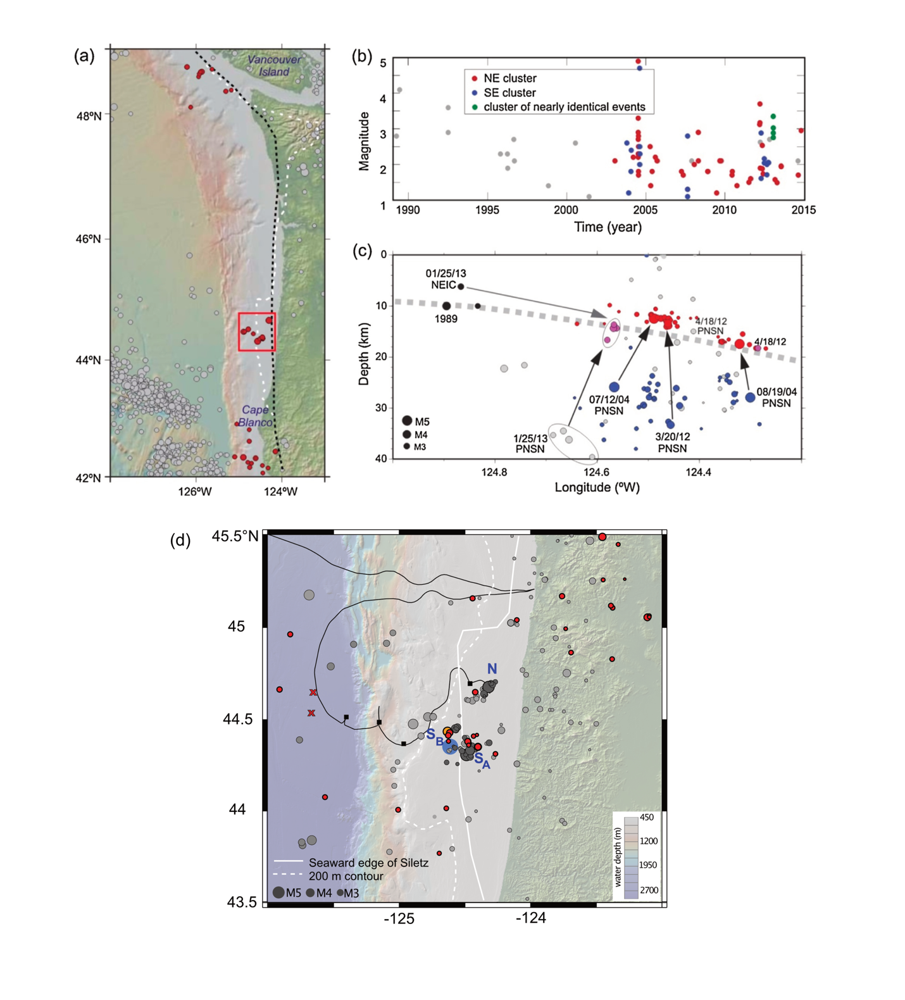 (a)
Vancouver
Island
48ºN
46ºN
44ºN
42ºN
Cape
Blanco
126ºW
124ºW
(b)
5
4
3
2
1
Magnitude
NE cluster
SE cluster
cluster of nearly identical events
1990
1995
2000
2005
2010
2015
Time (year)
(c)
0
10
20
30
40
Depth (km)
01/25/13
NEIC
1989
4/18/12
PNSN
4/18/12
07/12/04
PNSN
08/19/04
PNSN
1/25/13
PNSN
3/20/12
PNSN
M5
M4
M3
124.8
124.6
124.4
Longitude (ºW)
(d)
45.5°N
45
44.5
44
43.5
N
S
B
S
A
x
x
Seaward edge of Siletz
200 m contour
M5
M4
M3
water depth (m)
450
1200
1950
2700
-125
-124